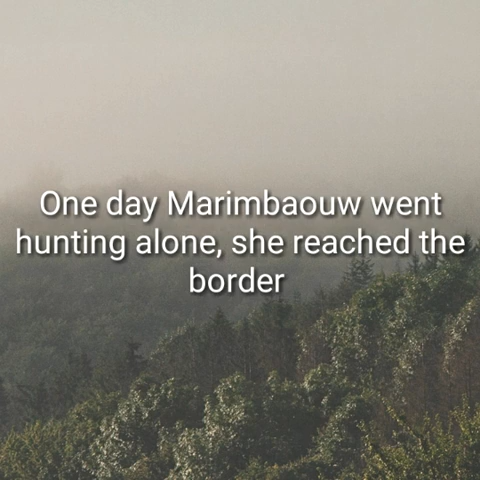 One day Marimbaouw went
hunting alone, she reached the
border